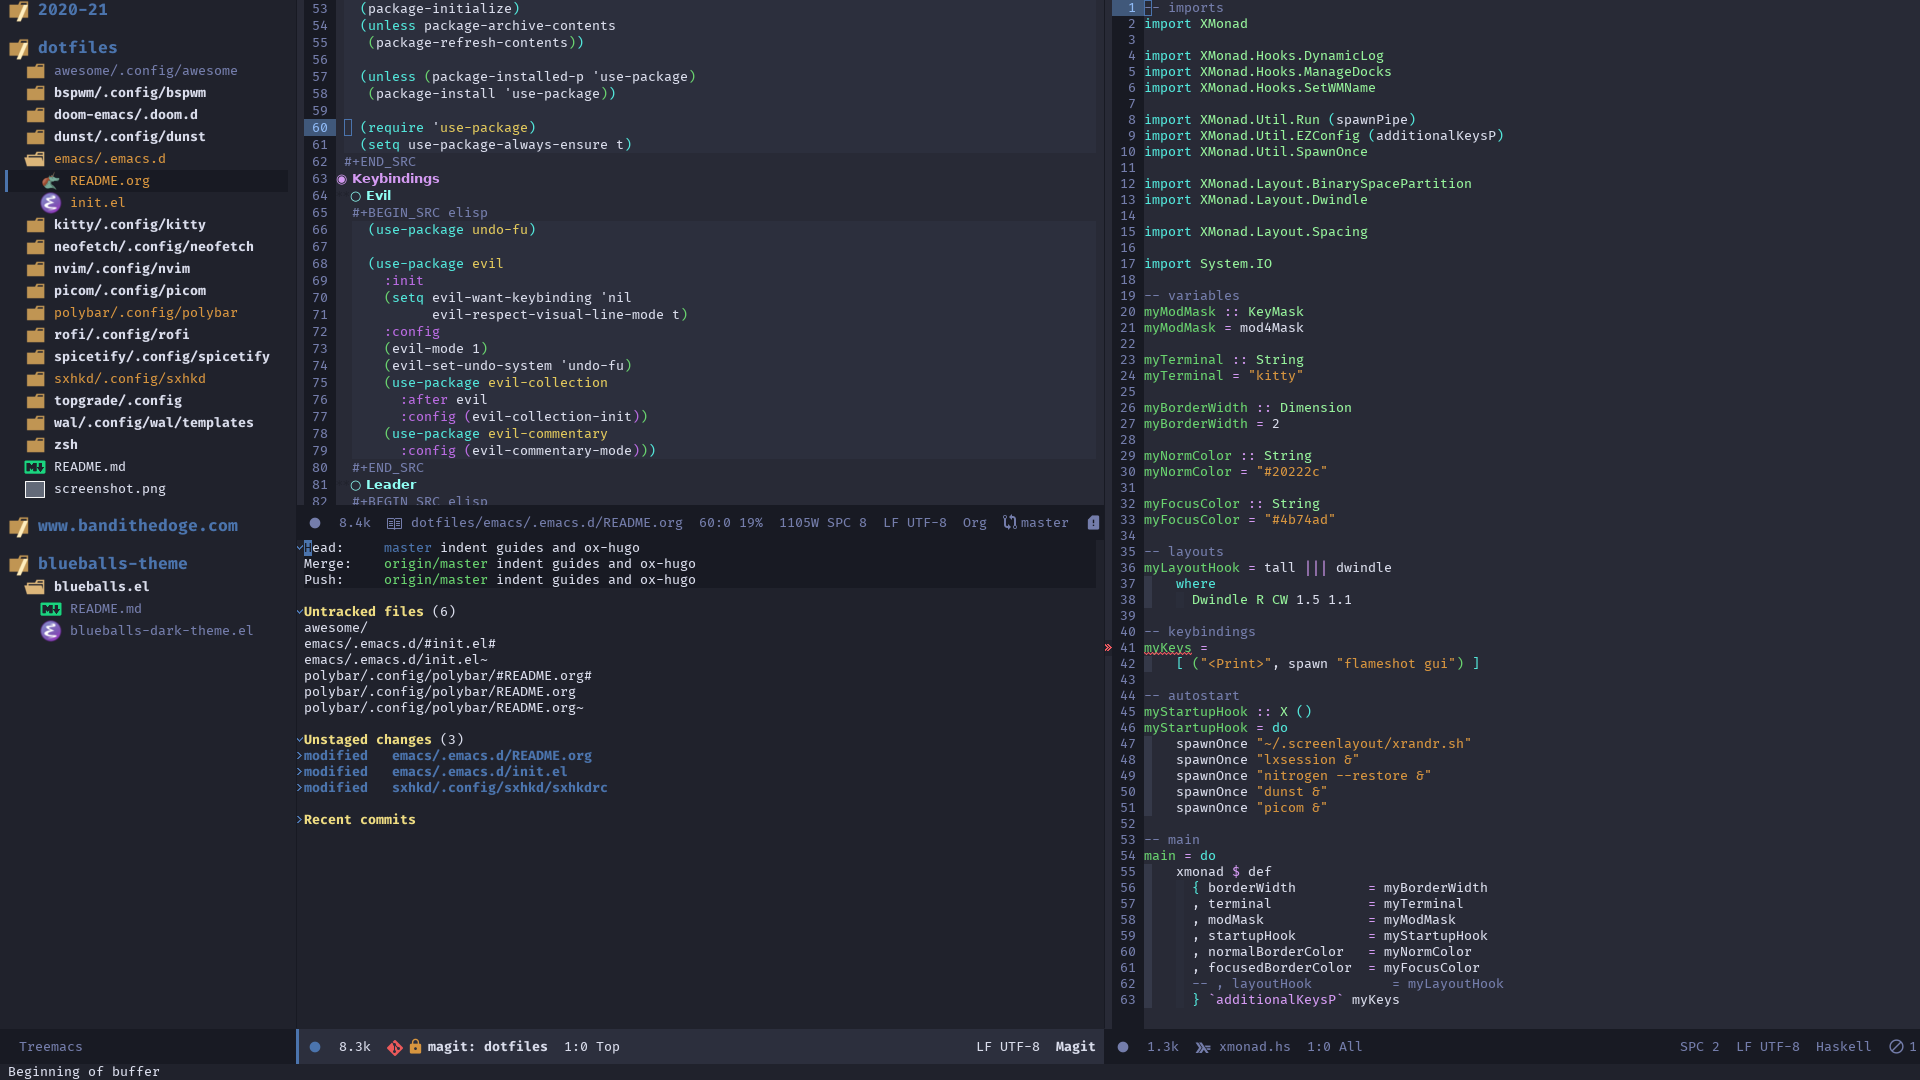 2020-21
dotfiles
awesome/.config/awesome
bspwm/.config/bspwm
doom-emacs/.doom.d
dunst/.config/dunst
emacs/.emacs.d
README.org
init.el
kitty/.config/kitty
neofetch/.config/neofetch
nvim/.config/nvim
picom/.config/picom
polybar/.config/polybar
rofi/.config/rofi
spicetify/.config/spicetify
sxhkd/.config/sxhkd
topgrade/.config
wal/.config/wal/templates
zsh
README.md
screenshot.png
www.bandithedoge.com
blueballs-theme
blueballs.el
README.md
blueballs-dark-theme.el
Treemacs
53 (package-initialize)
54 (unless package-archive-contents
55 (package-refresh-contents))
56
57 (unless (package-installed-p 'use-package)
58 (package-install 'use-package))
59
60 (require 'use-package)
61 (setq use-package-always-ensure t)
62 #+END_SRC
63 ◉ Keybindings
64 ○ Evil
65 #+BEGIN_SRC elisp
66 (use-package undo-fu)
67
68 (use-package evil
69 :init
70 (setq evil-want-keybinding 'nil
71 evil-respect-visual-line-mode t)
72 :config
73 (evil-mode 1)
74 (evil-set-undo-system 'undo-fu)
75 (use-package evil-collection
76 :after evil
77 :config (evil-collection-init))
78 (use-package evil-commentary
79 :config (evil-commentary-mode)))
80 #+END_SRC
81 ○ Leader
82 #+BEGIN_SRC elisp
8.4k dotfiles/emacs/.emacs.d/README.org 60:0 19% 1105W SPC 8 LF UTF-8 Org master
Head: master indent guides and ox-hugo
Merge: origin/master indent guides and ox-hugo
Push: origin/master indent guides and ox-hugo
Untracked files (6)
awesome/
emacs/.emacs.d/#init.el#
emacs/.emacs.d/init.el~
polybar/.config/polybar/#README.org#
polybar/.config/polybar/README.org
polybar/.config/polybar/README.org~
Unstaged changes (3)
>modified emacs/.emacs.d/README.org
>modified emacs/.emacs.d/init.el
>modified sxhkd/.config/sxhkd/sxhkdrc
>Recent commits
8.3k magit: dotfiles 1:0 Top LF UTF-8 Magit
1 -- imports
2 import XMonad
3
4 import XMonad.Hooks.DynamicLog
5 import XMonad.Hooks.ManageDocks
6 import XMonad.Hooks.SetWMName
7
8 import XMonad.Util.Run (spawnPipe)
9 import XMonad.Util.EZConfig (additionalKeysP)
10 import XMonad.Util.SpawnOnce
11
12 import XMonad.Layout.BinarySpacePartition
13 import XMonad.Layout.Dwindle
14
15 import XMonad.Layout.Spacing
16
17 import System.IO
18
19 -- variables
20 myModMask :: KeyMask
21 myModMask = mod4Mask
22
23 myTerminal :: String
24 myTerminal = "kitty"
25
26 myBorderWidth :: Dimension
27 myBorderWidth = 2
28
29 myNormColor :: String
30 myNormColor = "#20222c"
31
32 myFocusColor :: String
33 myFocusColor = "#4b74ad"
34
35 -- layouts
36 myLayoutHook = tall ||| dwindle
37 where
38 Dwindle R CW 1.5 1.1
39
40 -- keybindings
» 41 myKeys =
42 [ ("<Print>", spawn "flameshot gui") ]
43
44 -- autostart
45 myStartupHook :: X ()
46 myStartupHook = do
47 spawnOnce "~/.screenlayout/xrandr.sh"
48 spawnOnce "lxsession &"
49 spawnOnce "nitrogen --restore &"
50 spawnOnce "dunst &"
51 spawnOnce "picom &"
52
53 -- main
54 main = do
55 xmonad $ def
56 { borderWidth = myBorderWidth
57 , terminal = myTerminal
58 , modMask = myModMask
59 , startupHook = myStartupHook
60 , normalBorderColor = myNormColor
61 , focusedBorderColor = myFocusColor
62 -- , layoutHook = myLayoutHook
63 } `additionalKeysP` myKeys
1.3k xmonad.hs 1:0 All SPC 2 LF UTF-8 Haskell 1
Beginning of buffer